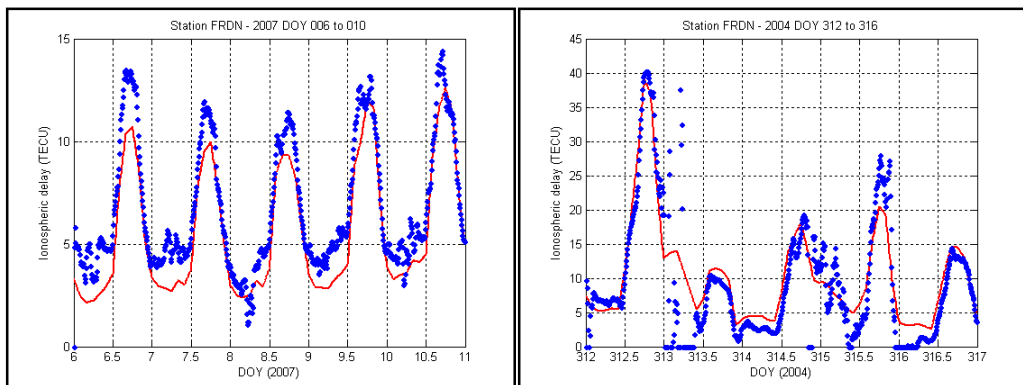 Station FRDN - 2007 DOY 006 to 010
15
10
5
0
Ionospheric delay (TECU)
6 6.5 7 7.5 8 8.5 9 9.5 10 10.5 11
DOY (2007)
Station FRDN - 2004 DOY 312 to 316
45
40
35
30
25
20
15
10
5
0
Ionospheric delay (TECU)
312 312.5 313 313.5 314 314.5 315 315.5 316 316.5 317
DOY (2004)